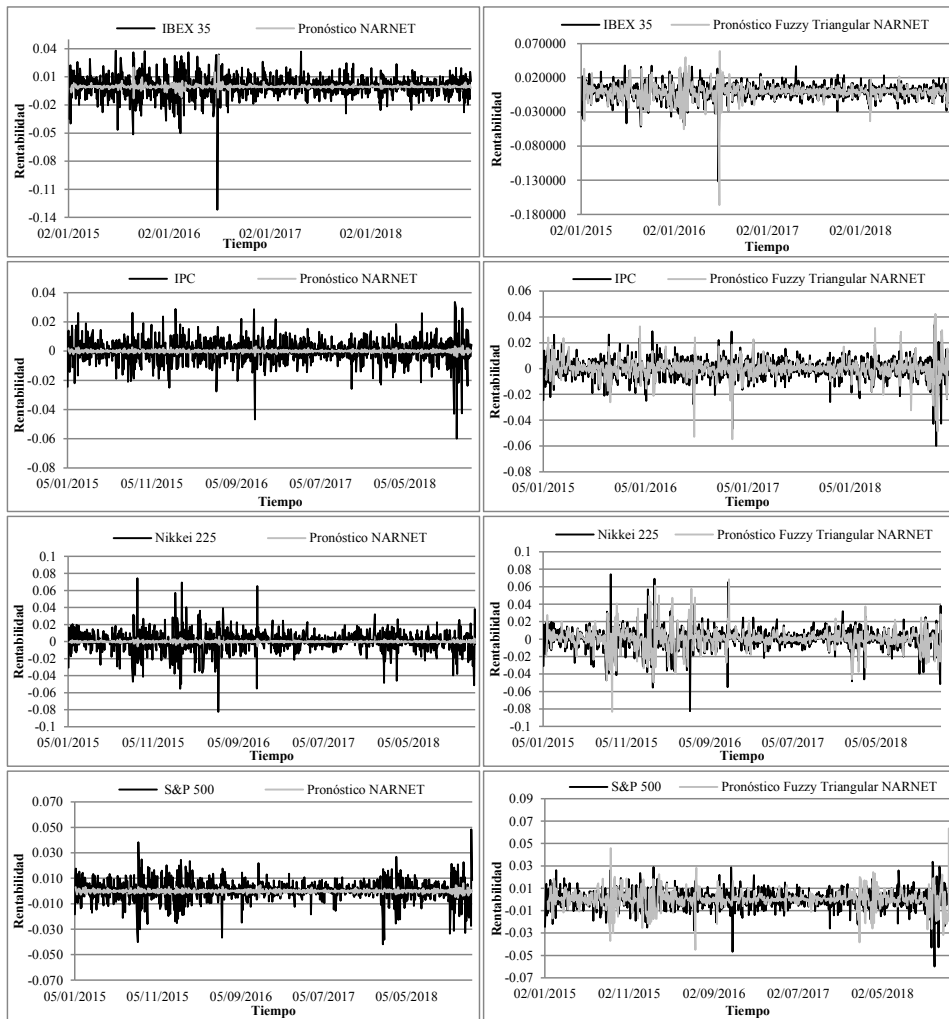 IBEX 35 Pronóstico NARNET
0.04
0.01
-0.02
-0.05
-0.08
-0.11
-0.14
Rentabilidad
02/01/2015 02/01/2016 02/01/2017 02/01/2018
Tiempo
IBEX 35 Pronóstico Fuzzy Triangular NARNET
0.070000
0.020000
-0.030000
-0.080000
-0.130000
-0.180000
Rentabilidad
02/01/2015 02/01/2016 02/01/2017 02/01/2018
Tiempo
IPC Pronóstico NARNET
0.04
0.02
0
-0.02
-0.04
-0.06
-0.08
Rentabilidad
05/01/2015 05/11/2015 05/09/2016 05/07/2017 05/05/2018
Tiempo
IPC Pronóstico Fuzzy Triangular NARNET
0.06
0.04
0.02
0
-0.02
-0.04
-0.06
-0.08
Rentabilidad
05/01/2015 05/01/2016 05/01/2017 05/01/2018
Tiempo
Nikkei 225 Pronóstico NARNET
0.1
0.08
0.06
0.04
0.02
0
-0.02
-0.04
-0.06
-0.08
-0.1
Rentabilidad
05/01/2015 05/11/2015 05/09/2016 05/07/2017 05/05/2018
Tiempo
Nikkei 225 Pronóstico Fuzzy Triangular NARNET
0.1
0.08
0.06
0.04
0.02
0
-0.02
-0.04
-0.06
-0.08
-0.1
Rentabilidad
05/01/2015 05/11/2015 05/09/2016 05/07/2017 05/05/2018
Tiempo
S&P 500 Pronóstico NARNET
0.070
0.050
0.030
0.010
-0.010
-0.030
-0.050
-0.070
Rentabilidad
05/01/2015 05/11/2015 05/09/2016 05/07/2017 05/05/2018
Tiempo
S&P 500 Pronóstico Fuzzy Triangular NARNET
0.09
0.07
0.05
0.03
0.01
-0.01
-0.03
-0.05
-0.07
Rentabilidad
02/01/2015 02/11/2015 02/09/2016 02/07/2017 02/05/2018
Tiempo